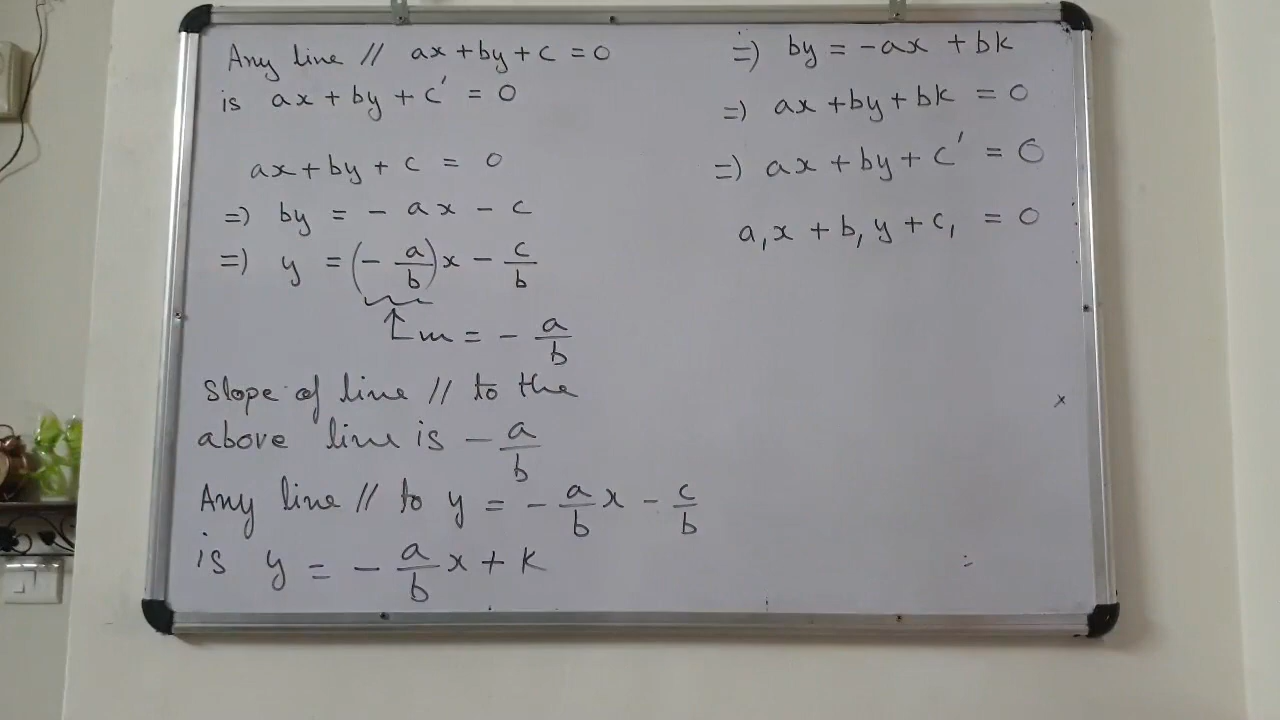 Any line // ax + by + c = 0
is ax + by + c' = 0
ax + by + c = 0
=) by = - ax - c
=) y = (- a/b)x - c/b
m = - a/b
Slope of line // to the
above line is - a/b
Any line // to y = - a/b x - c/b
is y = - a/b x + k
=) by = -ax + bk
=) ax + by + bk = 0
=) ax + by + c' = 0
a₁x + b₁y + c₁ = 0